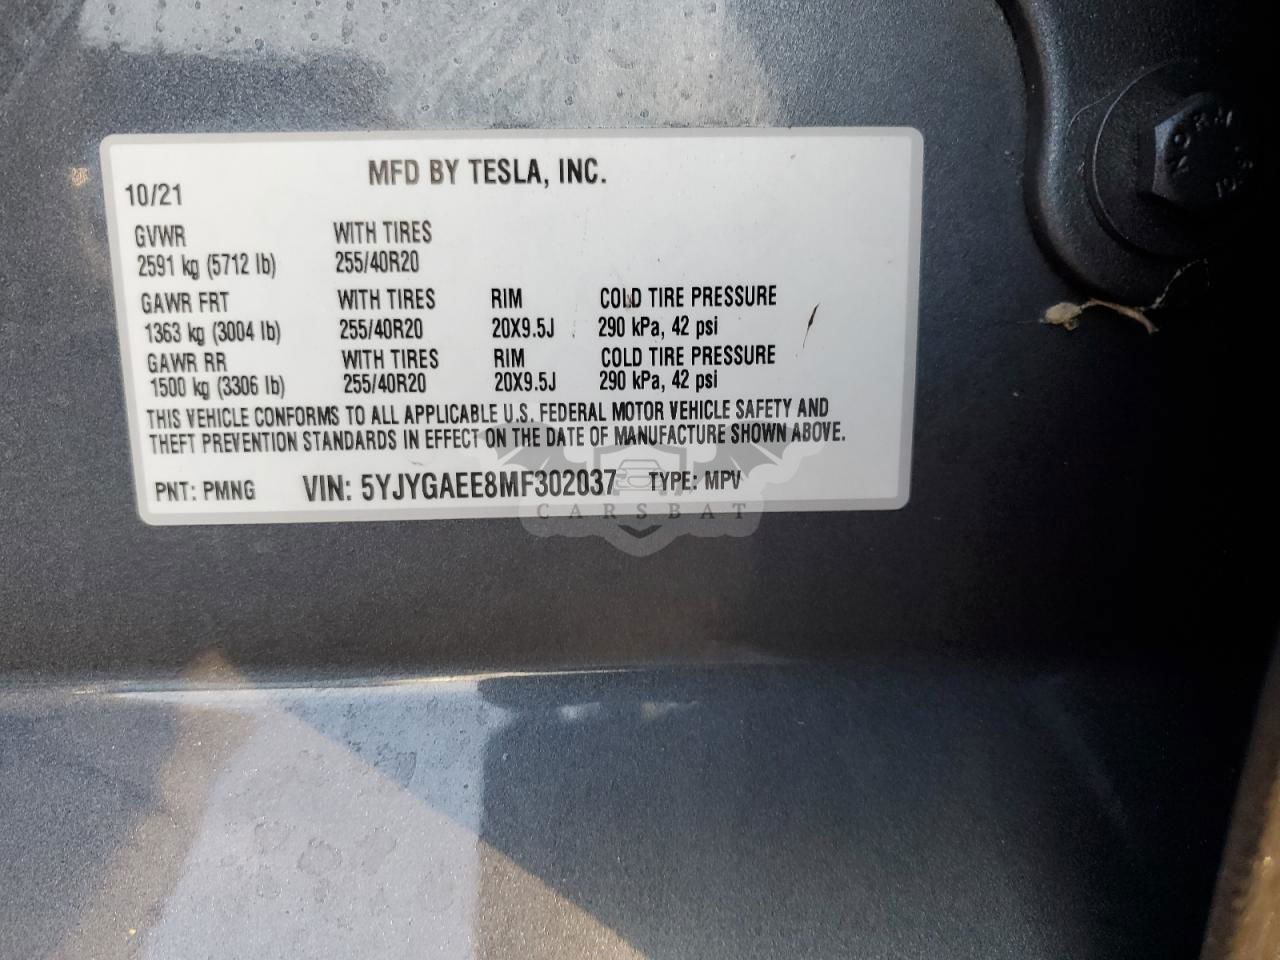 MFD BY TESLA, INC.
10/21
GVWR WITH TIRES
2591 kg (5712 lb) 255/40R20
GAWR FRT WITH TIRES RIM COLD TIRE PRESSURE
1363 kg (3004 lb) 255/40R20 20X9.5J 290 kPa, 42 psi
GAWR RR WITH TIRES RIM COLD TIRE PRESSURE
1500 kg (3306 lb) 255/40R20 20X9.5J 290 kPa, 42 psi
THIS VEHICLE CONFORMS TO ALL APPLICABLE U.S. FEDERAL MOTOR VEHICLE SAFETY AND
THEFT PREVENTION STANDARDS IN EFFECT ON THE DATE OF MANUFACTURE SHOWN ABOVE.
PNT: PMNG VIN: 5YJYGAEE8MF302037 TYPE: MPV
CARSBAT